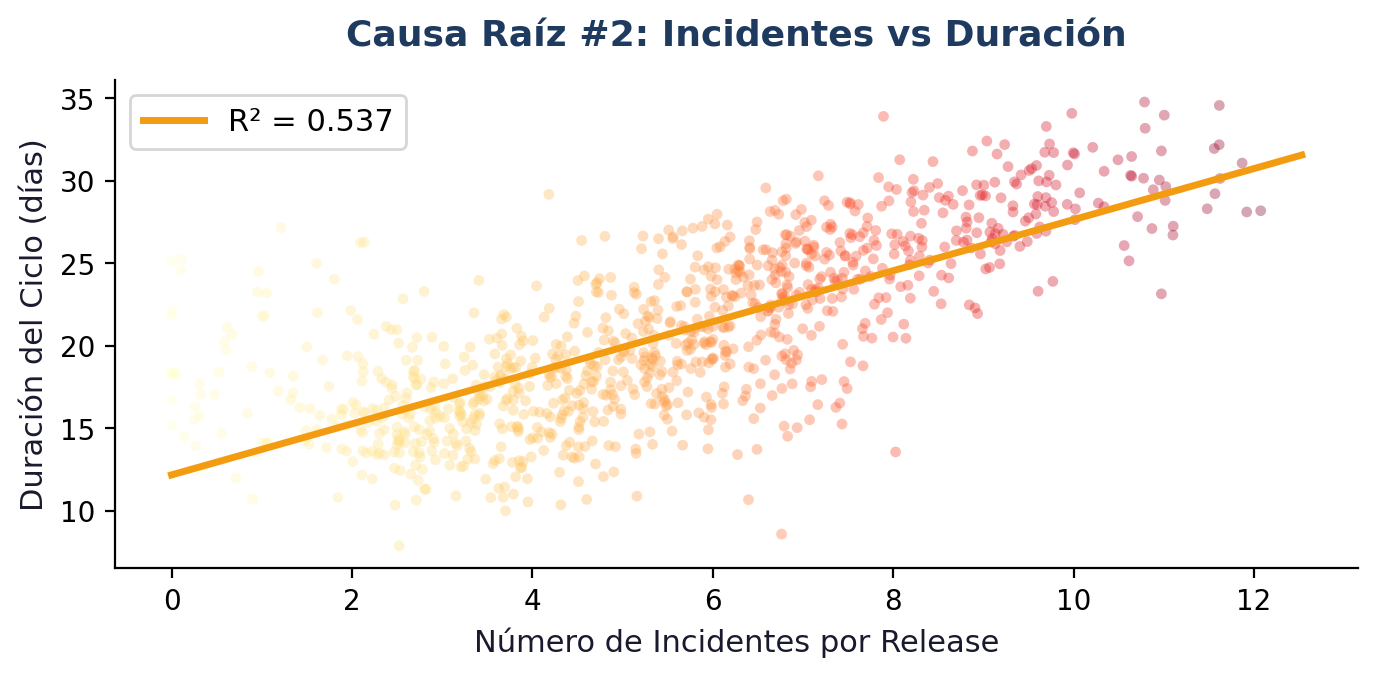 Causa Raíz #2: Incidentes vs Duración
R² = 0.537
Duración del Ciclo (días)
35
30
25
20
15
10
0 2 4 6 8 10 12
Número de Incidentes por Release